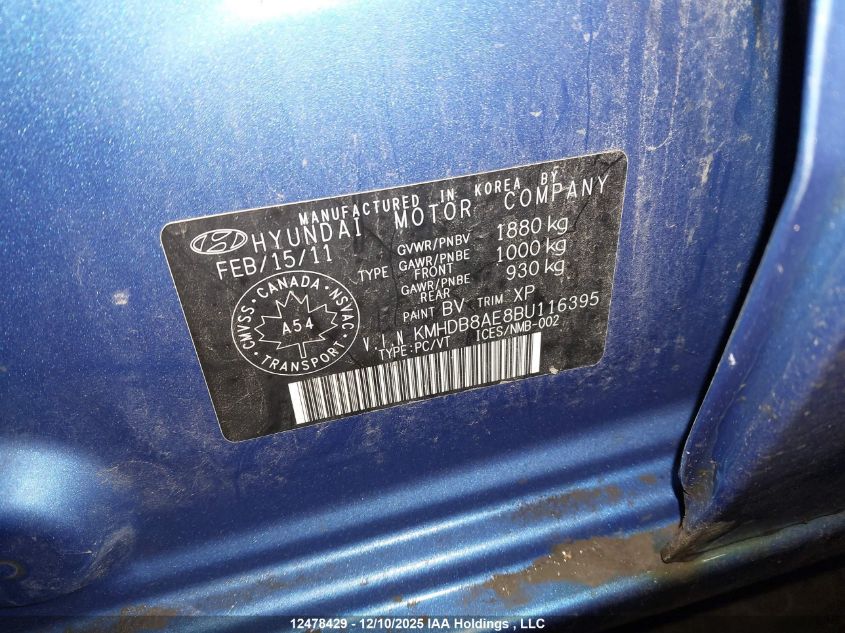 MANUFACTURED IN KOREA BY
HYUNDAI MOTOR COMPANY
FEB/15/11
GVWR/PNBV 1880 kg
TYPE GAWR/PNBE FRONT 1000 kg
GAWR/PNBE REAR 930 kg
PAINT BV TRIM XP
V.I.N KMHDB8AE8BU116395
TYPE:PC/VT ICES/NMB-002
CMVSS · CANADA · NSVAC
A54
TRANSPORT
12478429 - 12/10/2025 IAA Holdings , LLC